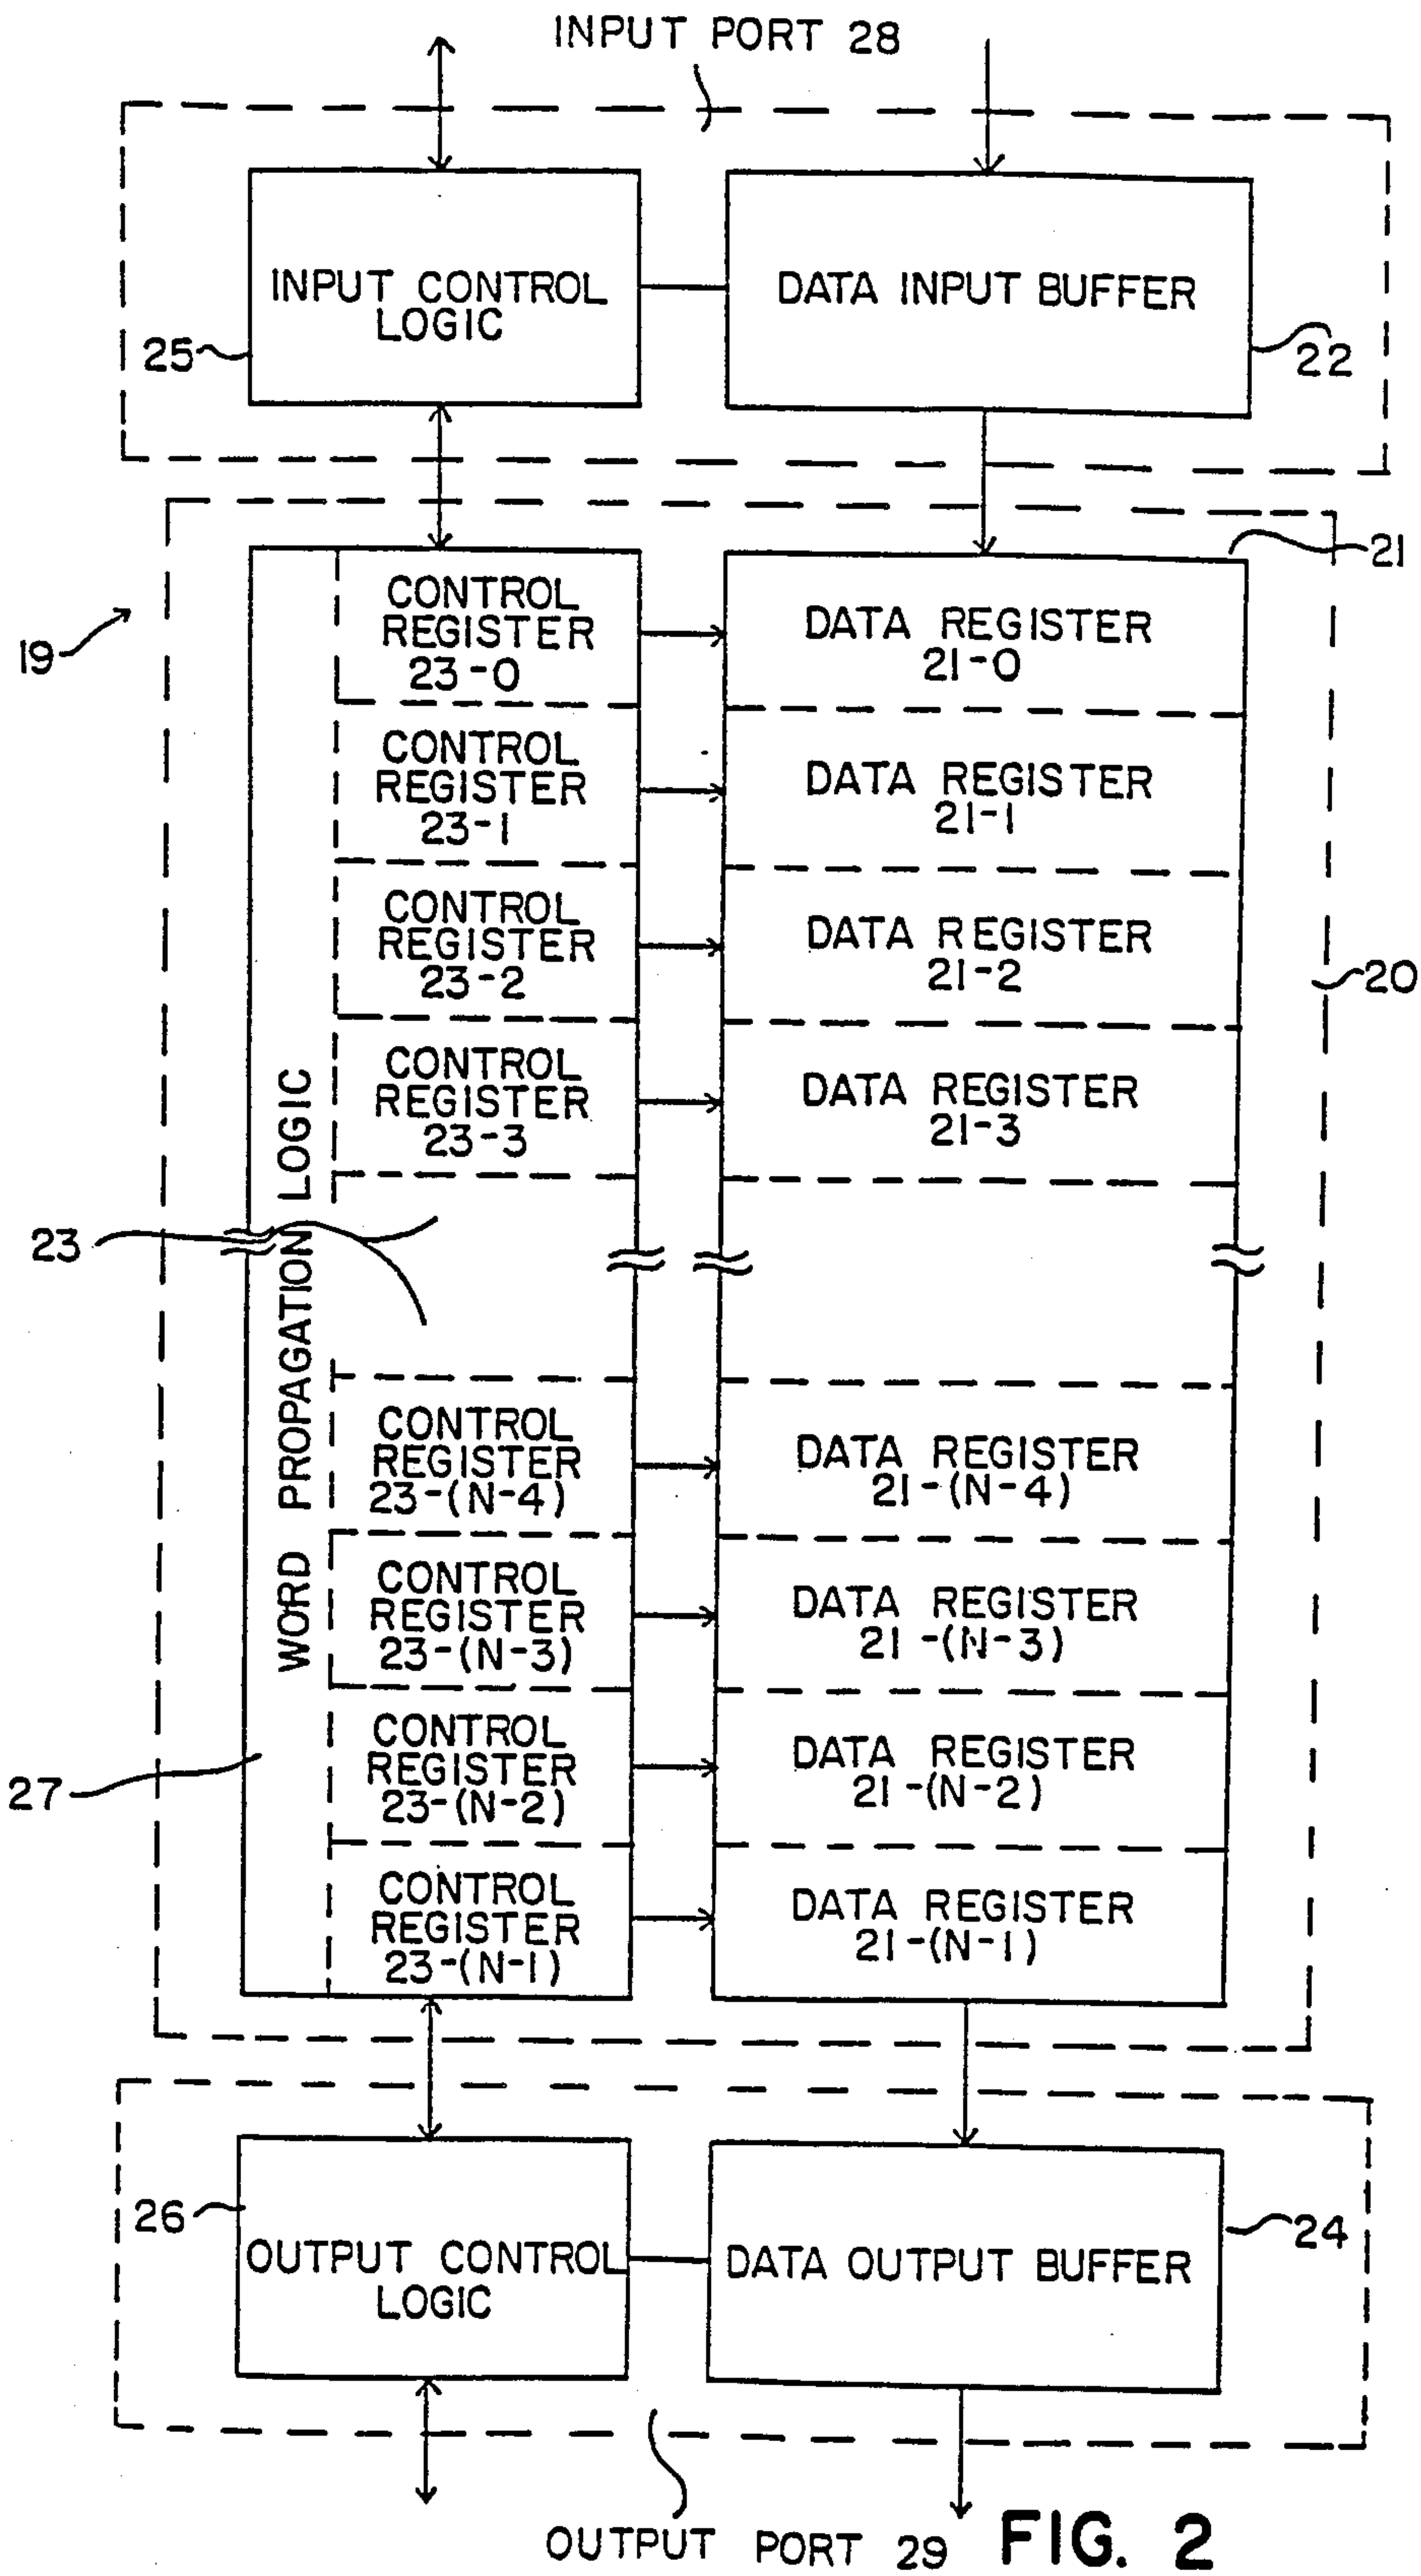 INPUT PORT 28
INPUT CONTROL
LOGIC
DATA INPUT BUFFER
25
22
19
21
20
CONTROL
REGISTER
23-0
DATA REGISTER
21-0
CONTROL
REGISTER
23-1
DATA REGISTER
21-1
CONTROL
REGISTER
23-2
DATA REGISTER
21-2
CONTROL
REGISTER
23-3
DATA REGISTER
21-3
23
WORD PROPAGATION LOGIC
CONTROL
REGISTER
23-(N-4)
DATA REGISTER
21-(N-4)
CONTROL
REGISTER
23-(N-3)
DATA REGISTER
21-(N-3)
27
CONTROL
REGISTER
23-(N-2)
DATA REGISTER
21-(N-2)
CONTROL
REGISTER
23-(N-1)
DATA REGISTER
21-(N-1)
26
24
OUTPUT CONTROL
LOGIC
DATA OUTPUT BUFFER
OUTPUT PORT 29
FIG. 2